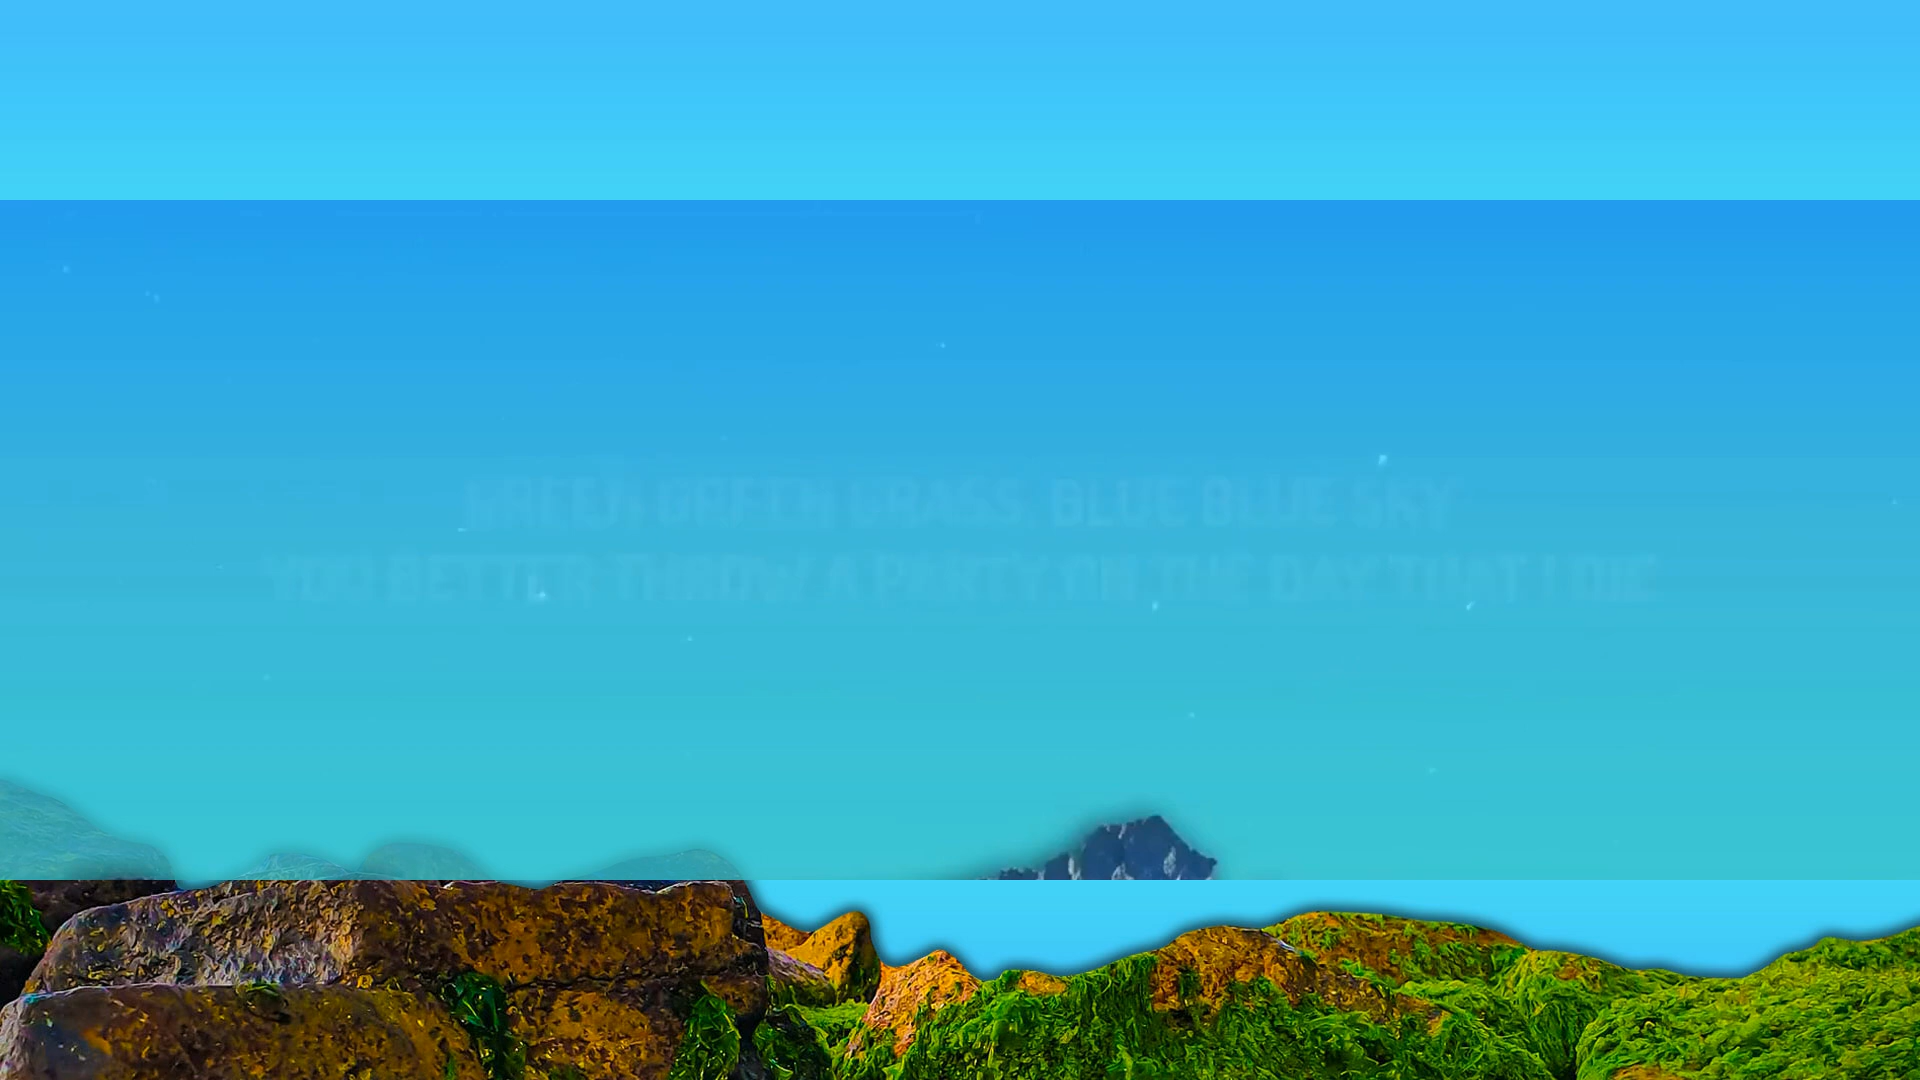 GREEN GREEN GRASS, BLUE BLUE SKY
YOU BETTER THROW A PARTY ON THE DAY THAT I DIE